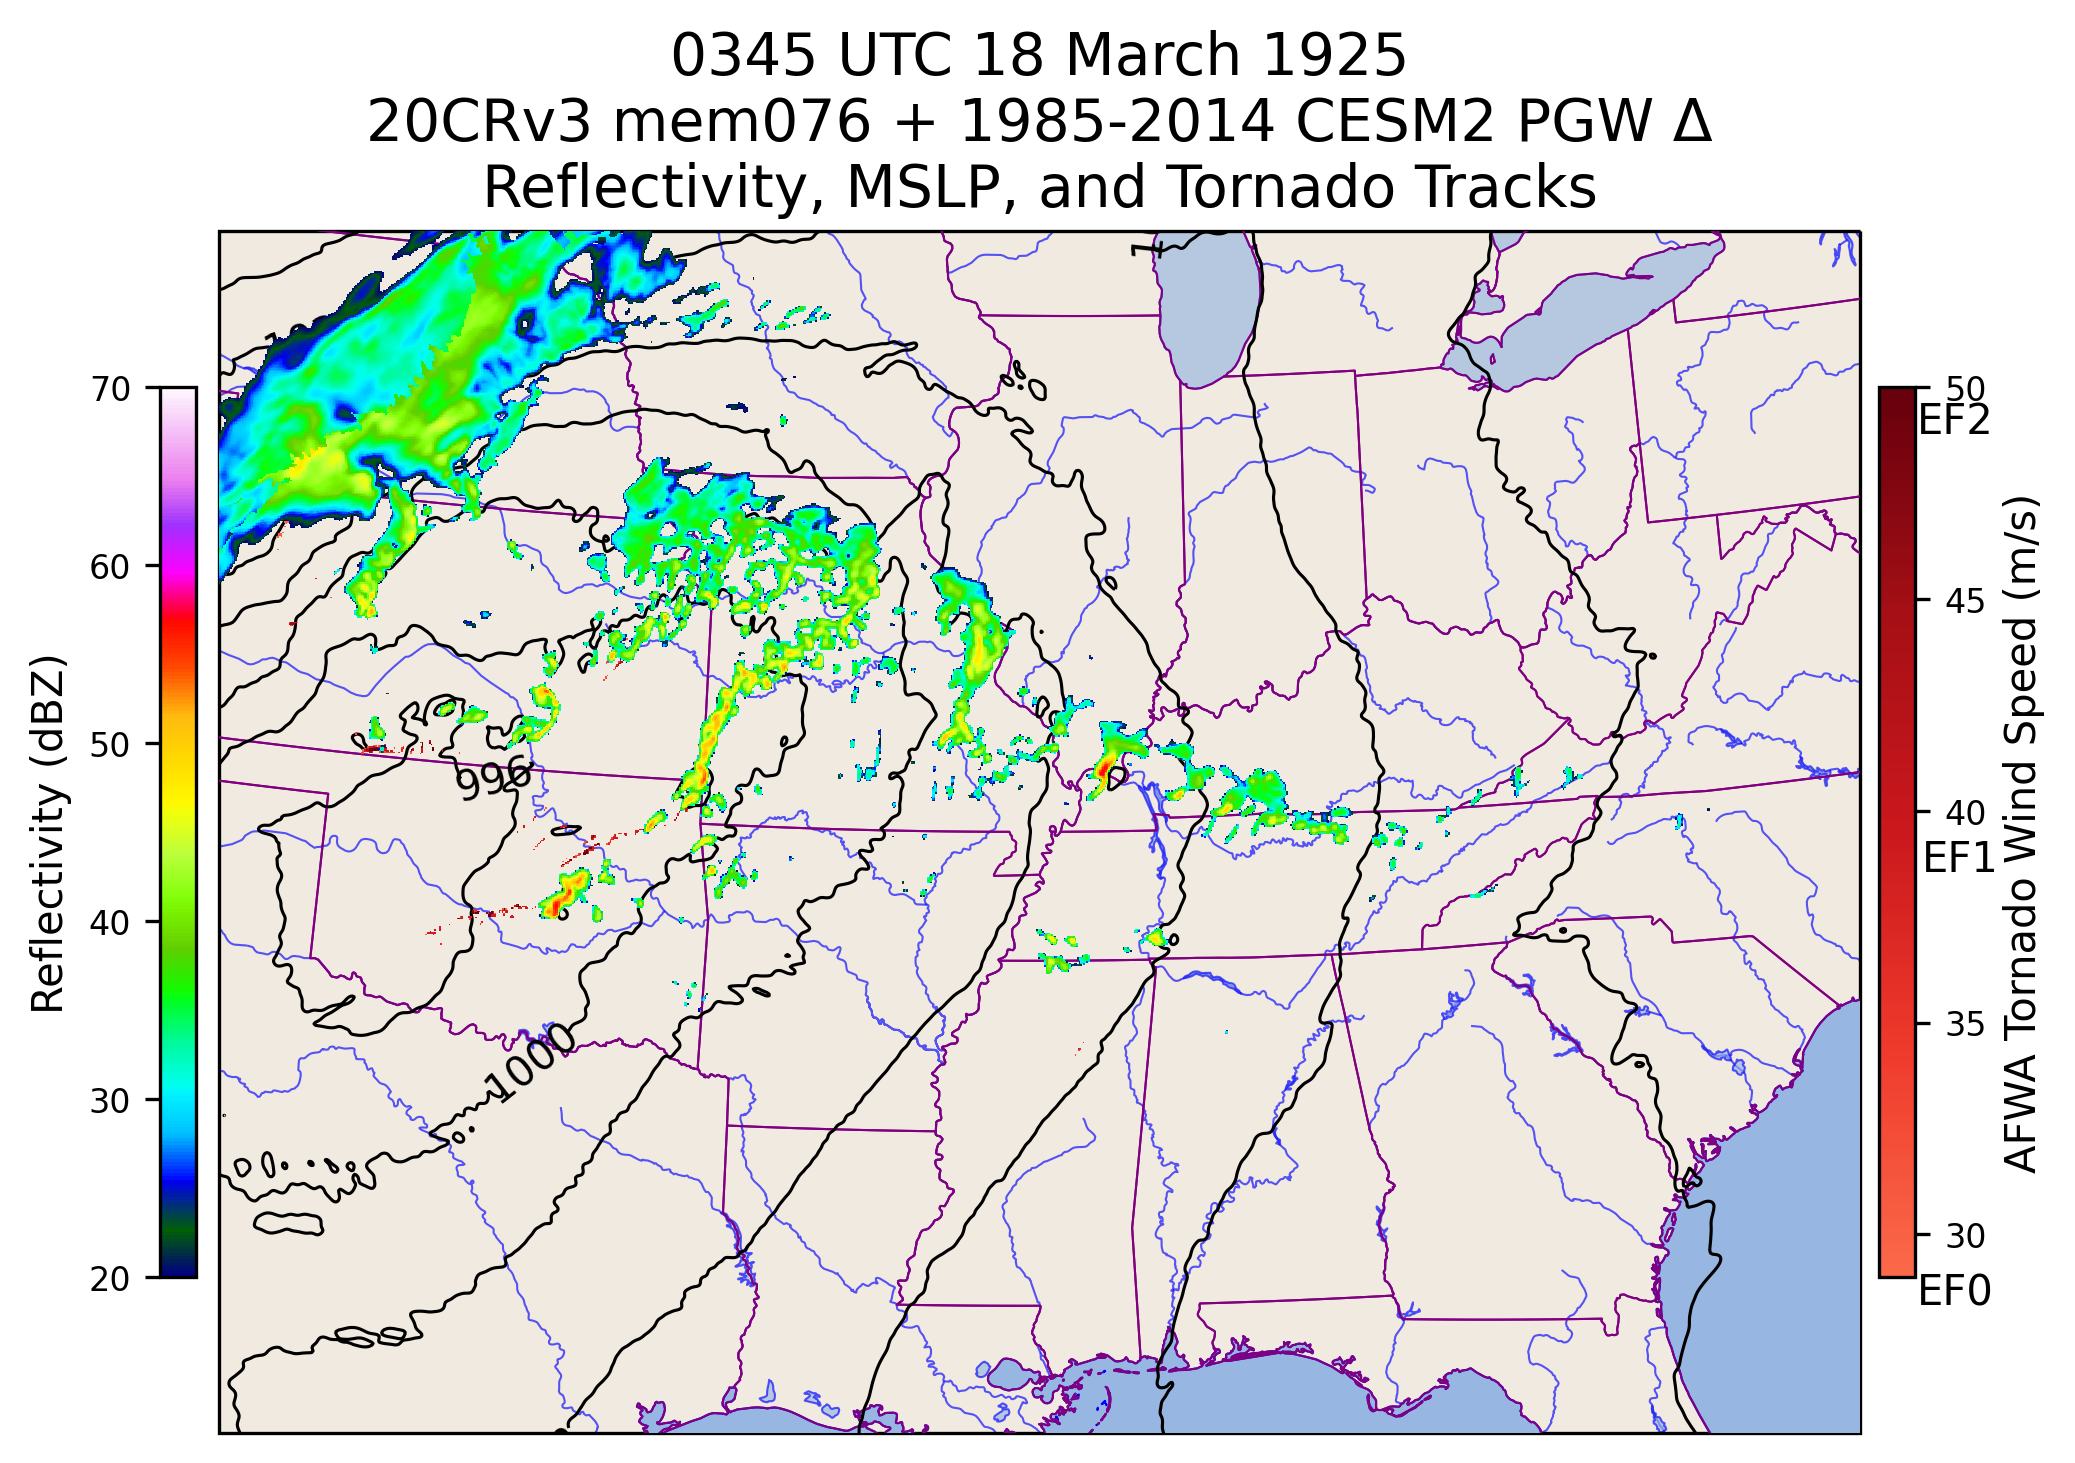 0345 UTC 18 March 1925
20CRv3 mem076 + 1985-2014 CESM2 PGW Δ
Reflectivity, MSLP, and Tornado Tracks
70
60
50
40
30
20
Reflectivity (dBZ)
996
1000
1
50
EF2
45
40
EF1
35
30
EF0
AFWA Tornado Wind Speed (m/s)